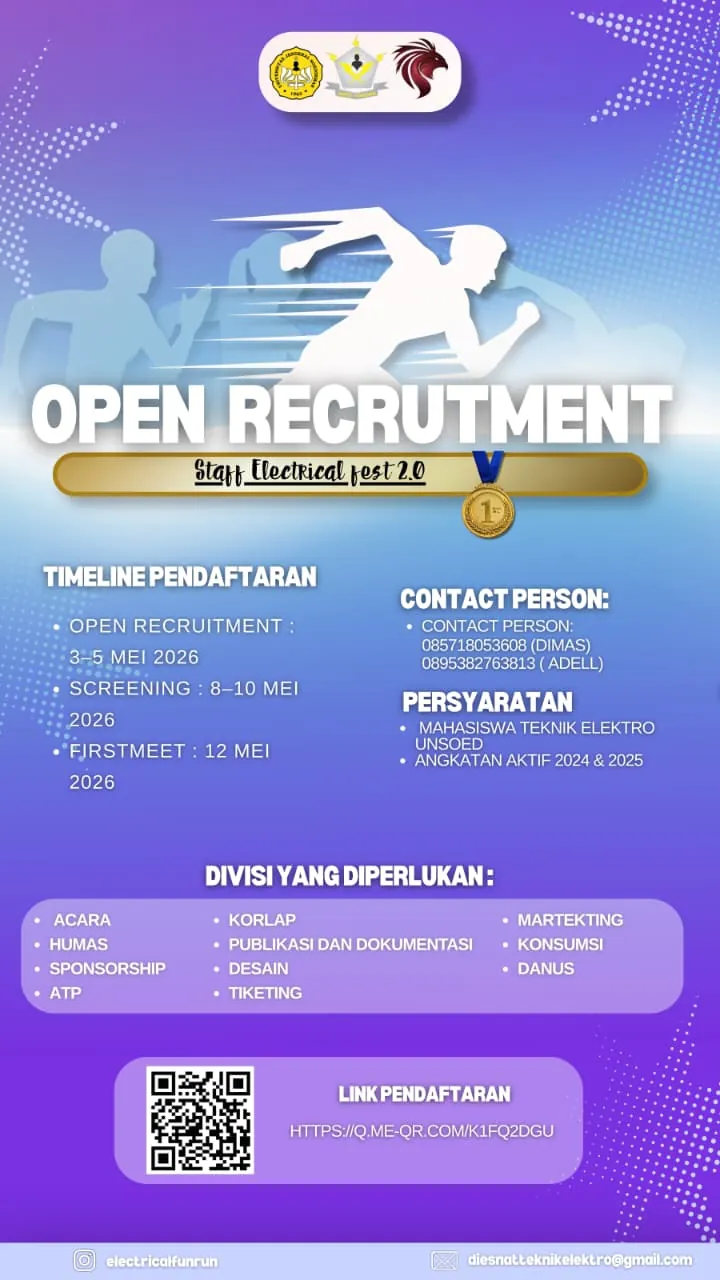 OPEN RECRUTMENT
Staff Electrical fest 2.0
1ST
TIMELINE PENDAFTARAN
• OPEN RECRUITMENT :
3–5 MEI 2026
• SCREENING : 8–10 MEI
2026
• FIRSTMEET : 12 MEI
2026
CONTACT PERSON:
• CONTACT PERSON:
085718053608 (DIMAS)
0895382763813 ( ADELL)
PERSYARATAN
• MAHASISWA TEKNIK ELEKTRO
UNSOED
• ANGKATAN AKTIF 2024 & 2025
DIVISI YANG DIPERLUKAN :
• ACARA
• HUMAS
• SPONSORSHIP
• ATP
• KORLAP
• PUBLIKASI DAN DOKUMENTASI
• DESAIN
• TIKETING
• MARTEKTING
• KONSUMSI
• DANUS
LINK PENDAFTARAN
HTTPS://Q.ME-QR.COM/K1FQ2DGU
electricalfunrun
diesnatteknikelektro@gmail.com